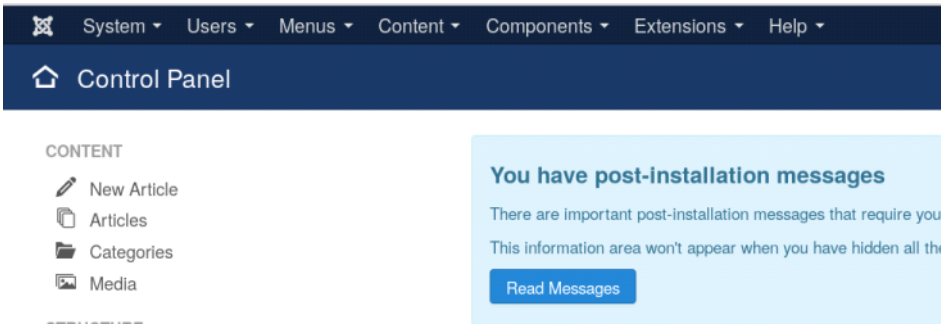 System Users Menus Content Components Extensions Help
Control Panel
CONTENT
New Article
Articles
Categories
Media
You have post-installation messages
There are important post-installation messages that require you
This information area won't appear when you have hidden all the
Read Messages